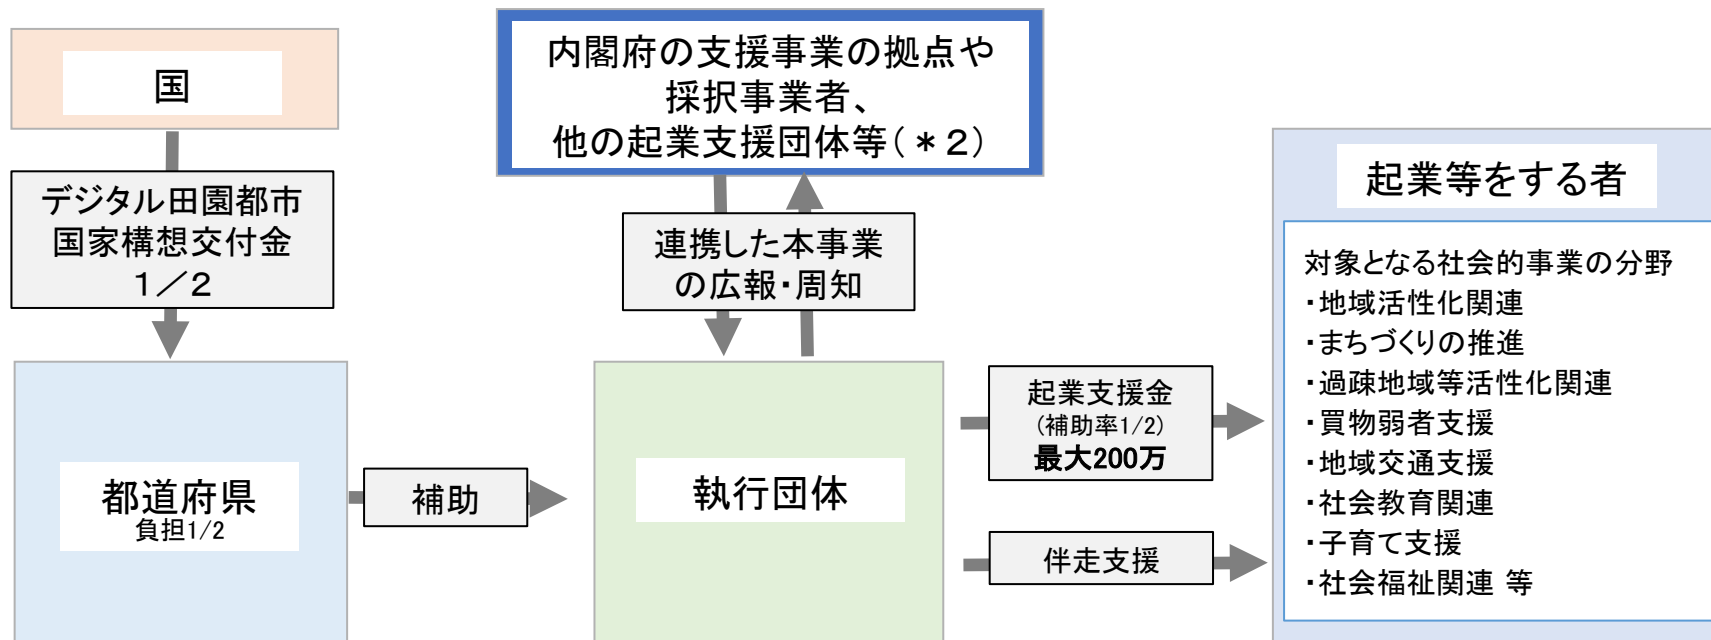 国
デジタル田園都市
国家構想交付金
１／２
都道府県
負担1/2
補助
内閣府の支援事業の拠点や
採択事業者、
他の起業支援団体等(＊２)
連携した本事業
の広報・周知
執行団体
起業支援金
(補助率1/2)
最大200万
伴走支援
起業等をする者
対象となる社会的事業の分野
・地域活性化関連
・まちづくりの推進
・過疎地域等活性化関連
・買物弱者支援
・地域交通支援
・社会教育関連
・子育て支援
・社会福祉関連 等